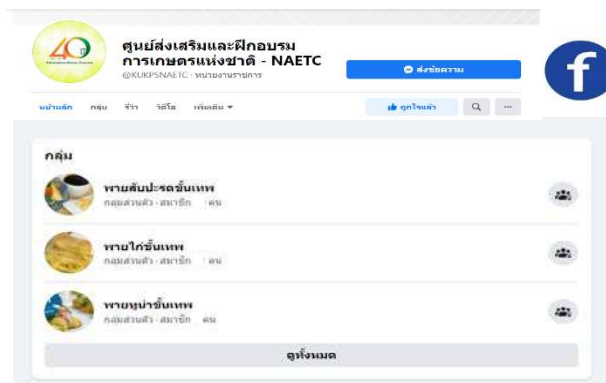 40
ศูนย์ส่งเสริมและฝึกอบรม
การเกษตรแห่งชาติ - NAETC
@KUKPSNAETC · หน่วยงานราชการ
ส่งข้อความ
f
หน้าหลัก กลุ่ม รีวิว วิดีโอ เพิ่มเติม
ถูกใจแล้ว
กลุ่ม
พายสับปะรดขั้นเทพ
กลุ่มส่วนตัว · สมาชิก คน
พายไก่ขั้นเทพ
กลุ่มส่วนตัว · สมาชิก คน
พายทูน่าขั้นเทพ
กลุ่มส่วนตัว · สมาชิก คน
ดูทั้งหมด